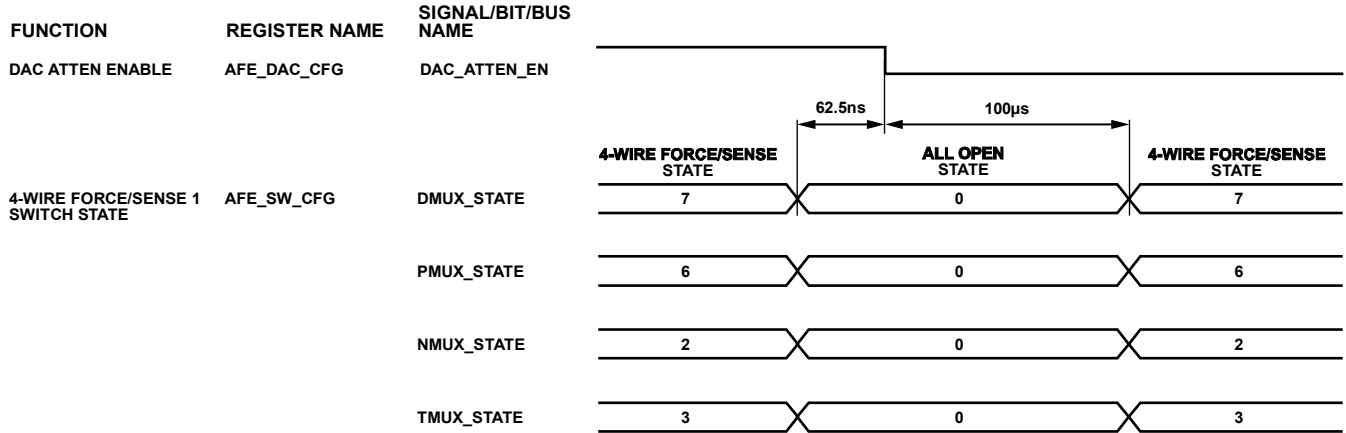 FUNCTION REGISTER NAME SIGNAL/BIT/BUS
NAME
DAC ATTEN ENABLE AFE_DAC_CFG DAC_ATTEN_EN
62.5ns 100µs
4-WIRE FORCE/SENSE ALL OPEN 4-WIRE FORCE/SENSE
STATE STATE STATE
4-WIRE FORCE/SENSE 1 AFE_SW_CFG DMUX_STATE 7 0 7
SWITCH STATE
PMUX_STATE 6 0 6
NMUX_STATE 2 0 2
TMUX_STATE 3 0 3